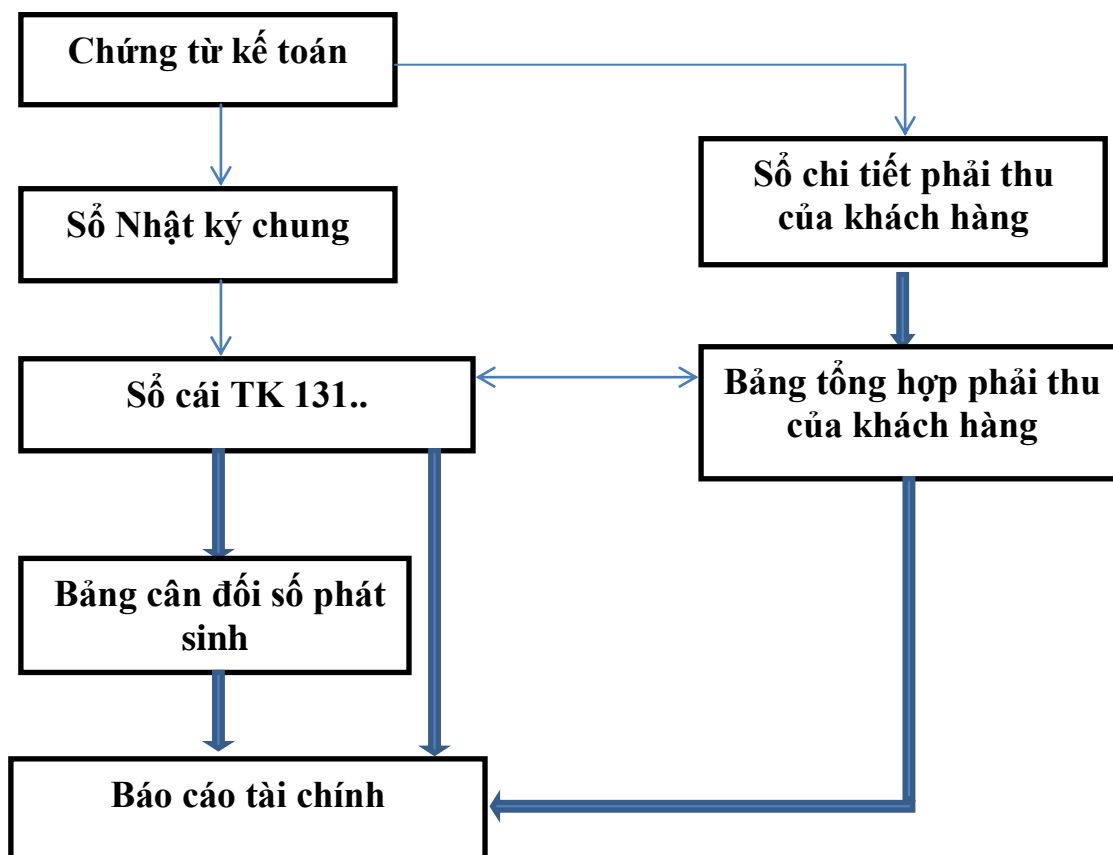 Chứng từ kế toán
Sổ chi tiết phải thu
của khách hàng
Sổ Nhật ký chung
Sổ cái TK 131..
Bảng tổng hợp phải thu
của khách hàng
Bảng cân đối số phát
sinh
Báo cáo tài chính